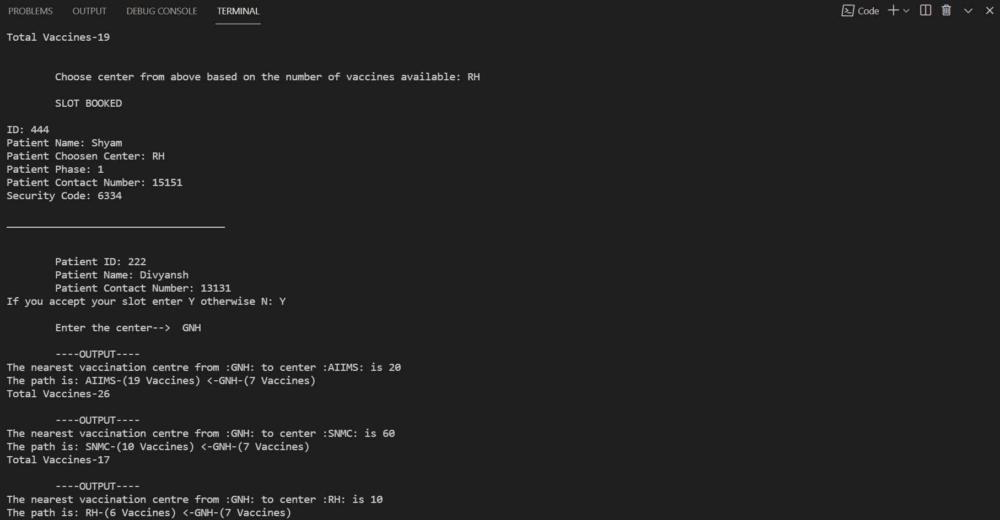 PROBLEMS OUTPUT DEBUG CONSOLE TERMINAL Code
Total Vaccines-19
Choose center from above based on the number of vaccines available: RH
SLOT BOOKED
ID: 444
Patient Name: Shyam
Patient Choosen Center: RH
Patient Phase: 1
Patient Contact Number: 15151
Security Code: 6334
____________________________________
Patient ID: 222
Patient Name: Divyansh
Patient Contact Number: 13131
If you accept your slot enter Y otherwise N: Y
Enter the center-->  GNH
----OUTPUT----
The nearest vaccination centre from :GNH: to center :AIIMS: is 20
The path is: AIIMS-(19 Vaccines) <-GNH-(7 Vaccines)
Total Vaccines-26
----OUTPUT----
The nearest vaccination centre from :GNH: to center :SNMC: is 60
The path is: SNMC-(10 Vaccines) <-GNH-(7 Vaccines)
Total Vaccines-17
----OUTPUT----
The nearest vaccination centre from :GNH: to center :RH: is 10
The path is: RH-(6 Vaccines) <-GNH-(7 Vaccines)